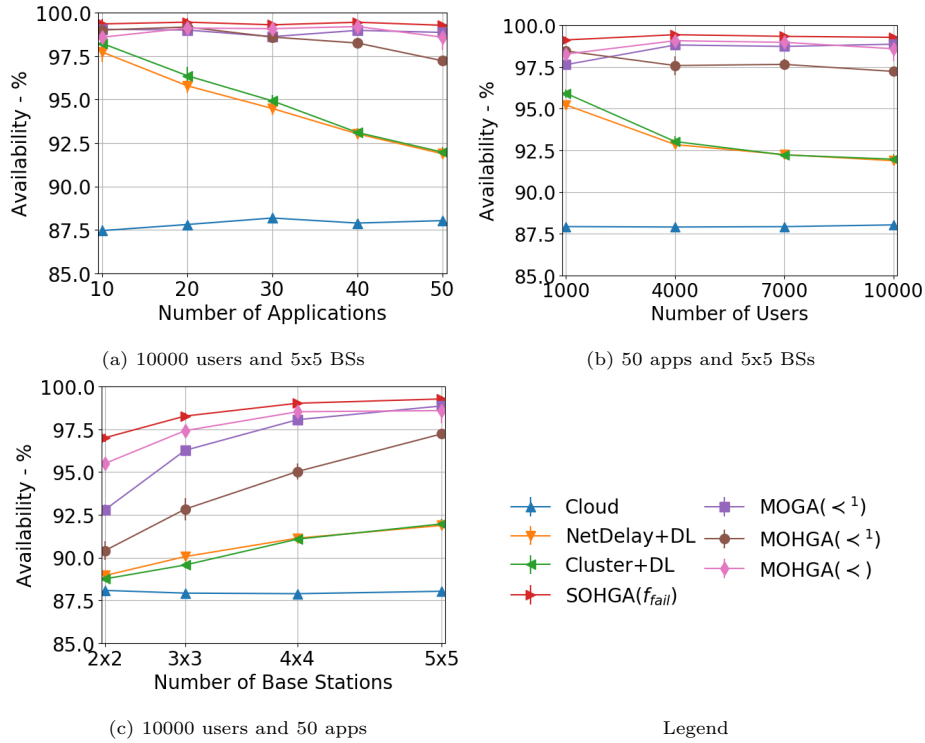 100.0
97.5
95.0
92.5
90.0
87.5
85.0
Availability - %
10 20 30 40 50
Number of Applications
(a) 10000 users and 5x5 BSs
100.0
97.5
95.0
92.5
90.0
87.5
85.0
Availability - %
1000 4000 7000 10000
Number of Users
(b) 50 apps and 5x5 BSs
100.0
97.5
95.0
92.5
90.0
87.5
85.0
Availability - %
2x2 3x3 4x4 5x5
Number of Base Stations
(c) 10000 users and 50 apps
Cloud
NetDelay+DL
Cluster+DL
SOHGA(f_fail)
MOGA(≺¹)
MOHGA(≺¹)
MOHGA(≺)
Legend